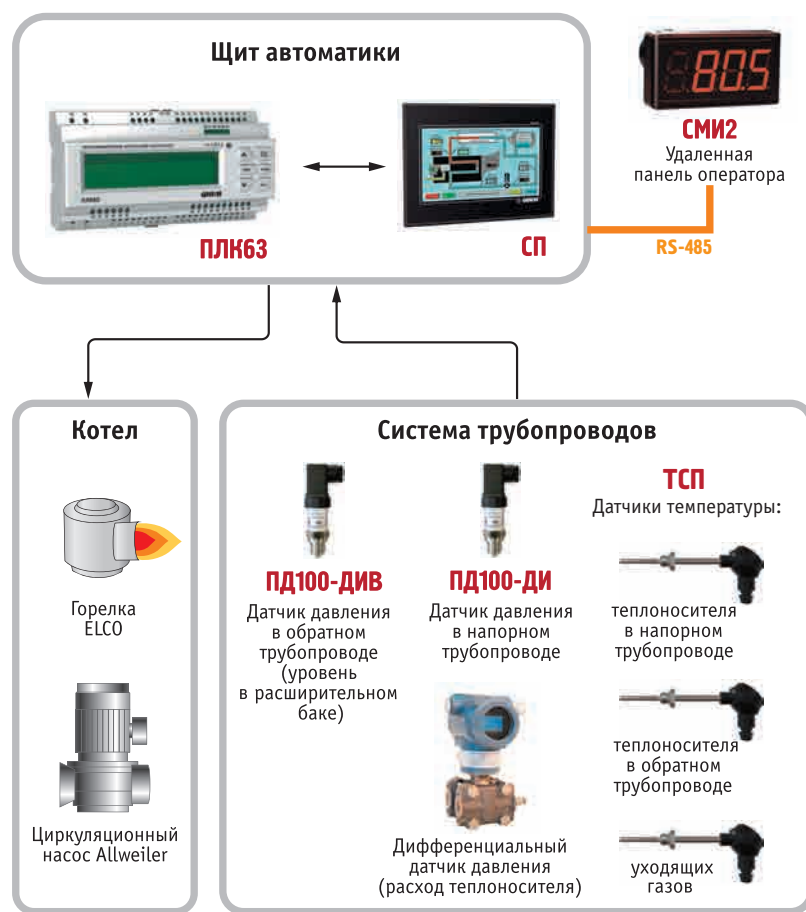 Щит автоматики
80.5
СМИ2
Удаленная
панель оператора
ПЛК63
СП
RS-485
Котел
Горелка
ELCO
Циркуляционный
насос Allweiler
Система трубопроводов
ПД100-ДИВ
Датчик давления
в обратном
трубопроводе
(уровень
в расширительном
баке)
ПД100-ДИ
Датчик давления
в напорном
трубопроводе
Дифференциальный
датчик давления
(расход теплоносителя)
ТСП
Датчики температуры:
теплоносителя
в напорном
трубопроводе
теплоносителя
в обратном
трубопроводе
уходящих
газов